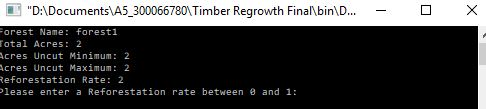 "D:\Documents\A5_300066780\Timber Regrowth Final\bin\D...
Forest Name: forest1
Total Acres: 2
Acres Uncut Minimum: 2
Acres Uncut Maximum: 2
Reforestation Rate: 2
Please enter a Reforestation rate between 0 and 1: